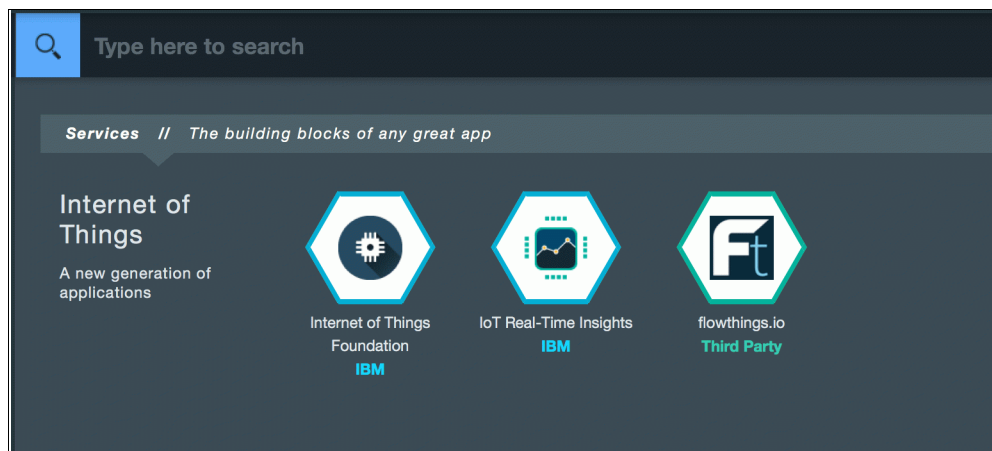 Type here to search
Services // The building blocks of any great app
Internet of
Things
A new generation of
applications
Internet of Things
Foundation
IBM
IoT Real-Time Insights
IBM
Ft
flowthings.io
Third Party